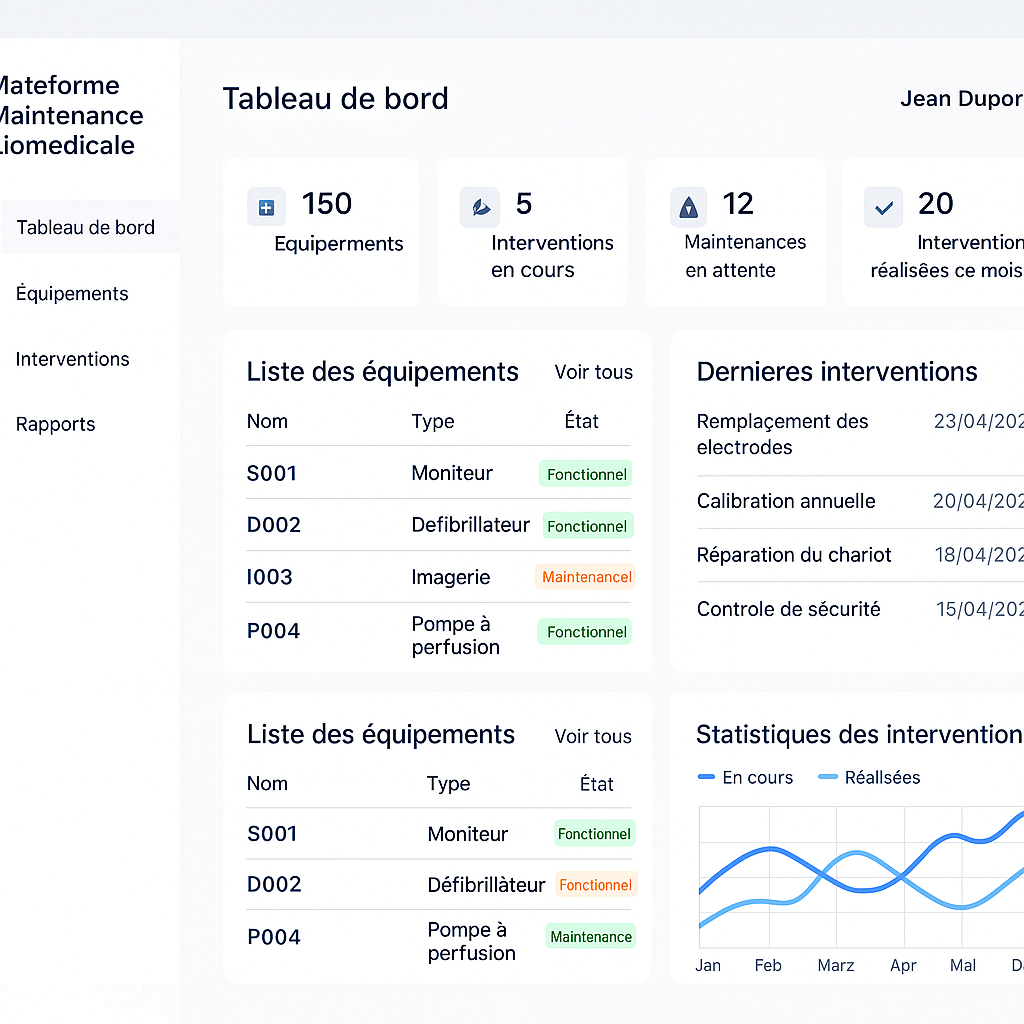 Mateforme
Maintenance
Liomedicale
Tableau de bord
Équipements
Interventions
Rapports
Tableau de bord
Jean Dupor
150
Equiperments
5
Interventions
en cours
12
Maintenances
en attente
20
Intervention
réalisêes ce mois
Liste des équipements Voir tous
Nom Type État
S001 Moniteur Fonctionnel
D002 Defibrillateur Fonctionnel
I003 Imagerie Maintenancel
P004 Pompe à
perfusion Fonctionnel
Dernieres interventions
Remplaçement des
electrodes 23/04/202
Calibration annuelle 20/04/202
Réparation du chariot 18/04/202
Controle de sécurité 15/04/202
Liste des équipements Voir tous
Nom Type État
S001 Moniteur Fonctionnel
D002 Défibrillàteur Fonctionnel
P004 Pompe à
perfusion Maintenance
Statistiques des intervention
En cours Réallsées
Jan Feb Marz Apr Mal